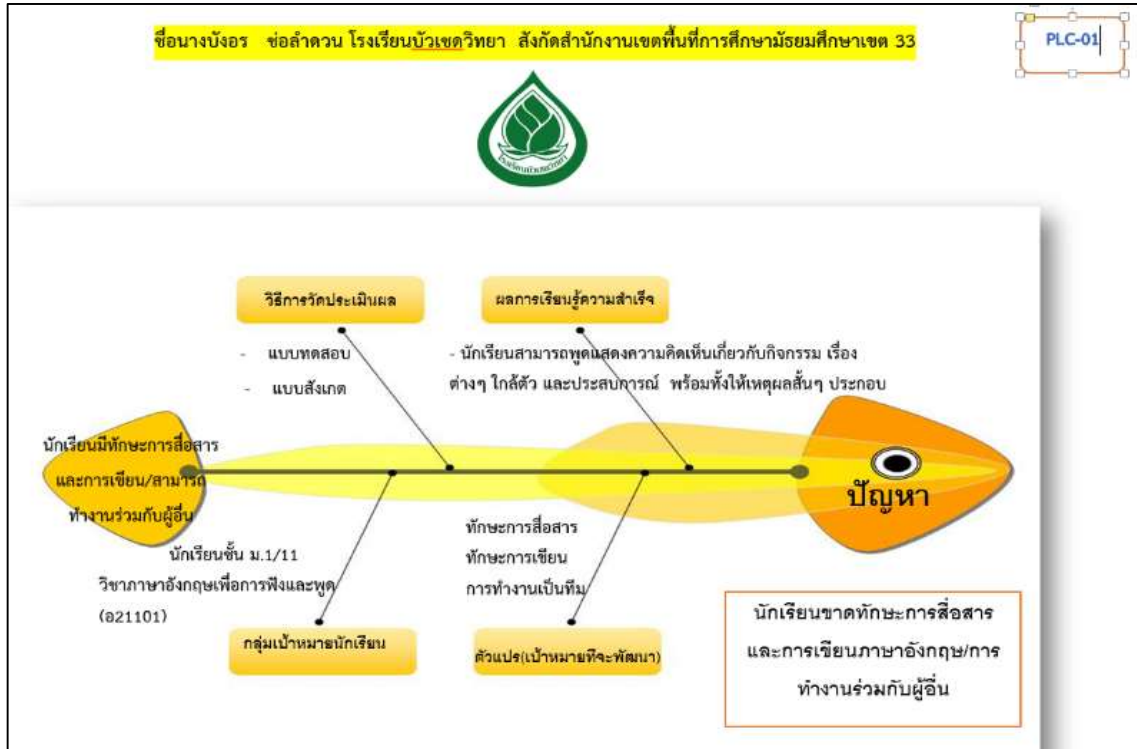 ชื่อนางบังอร ช่อลำดวน โรงเรียนบัวเชดวิทยา สังกัดสำนักงานเขตพื้นที่การศึกษามัธยมศึกษาเขต 33
PLC-01
โรงเรียนบัวเชดวิทยา
วิธีการวัดประเมินผล
- แบบทดสอบ
- แบบสังเกต
ผลการเรียนรู้ความสำเร็จ
- นักเรียนสามารถพูดแสดงความคิดเห็นเกี่ยวกับกิจกรรม เรื่อง
ต่างๆ ใกล้ตัว และประสบการณ์ พร้อมทั้งให้เหตุผลสั้นๆ ประกอบ
นักเรียนมีทักษะการสื่อสาร
และการเขียน/สามารถ
ทำงานร่วมกับผู้อื่น
ปัญหา
นักเรียนชั้น ม.1/11
วิชาภาษาอังกฤษเพื่อการฟังและพูด
(อ21101)
กลุ่มเป้าหมายนักเรียน
ทักษะการสื่อสาร
ทักษะการเขียน
การทำงานเป็นทีม
ตัวแปร(เป้าหมายที่จะพัฒนา)
นักเรียนขาดทักษะการสื่อสาร
และการเขียนภาษาอังกฤษ/การ
ทำงานร่วมกับผู้อื่น